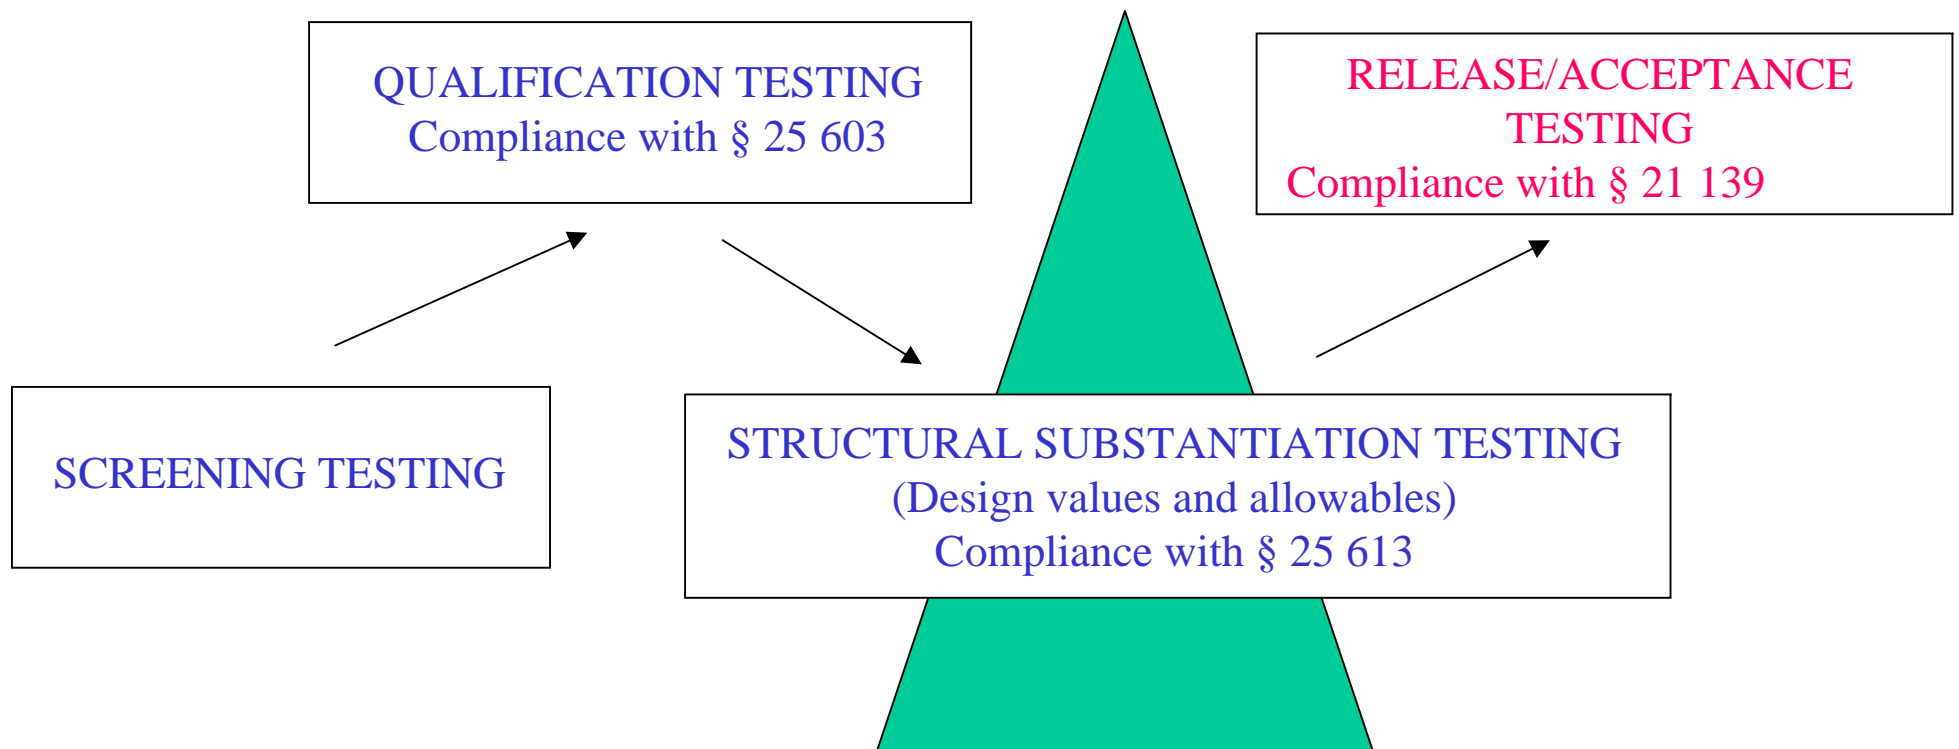 QUALIFICATION TESTING
Compliance with § 25 603
RELEASE/ACCEPTANCE
TESTING
Compliance with § 21 139
SCREENING TESTING
STRUCTURAL SUBSTANTIATION TESTING
(Design values and allowables)
Compliance with § 25 613